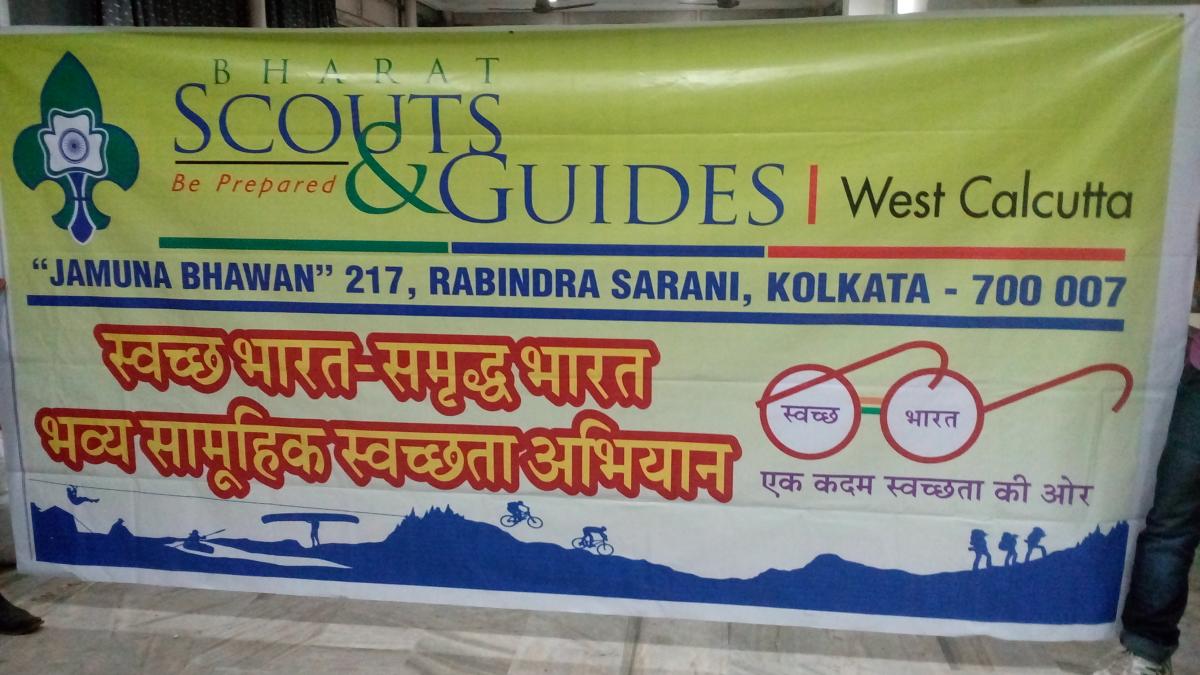 BHARAT
SCOUTS
Be Prepared & GUIDES | West Calcutta
“JAMUNA BHAWAN” 217, RABINDRA SARANI, KOLKATA - 700 007
स्वच्छ भारत-समृद्ध भारत
भव्य सामूहिक स्वच्छता अभियान
स्वच्छ भारत
एक कदम स्वच्छता की ओर